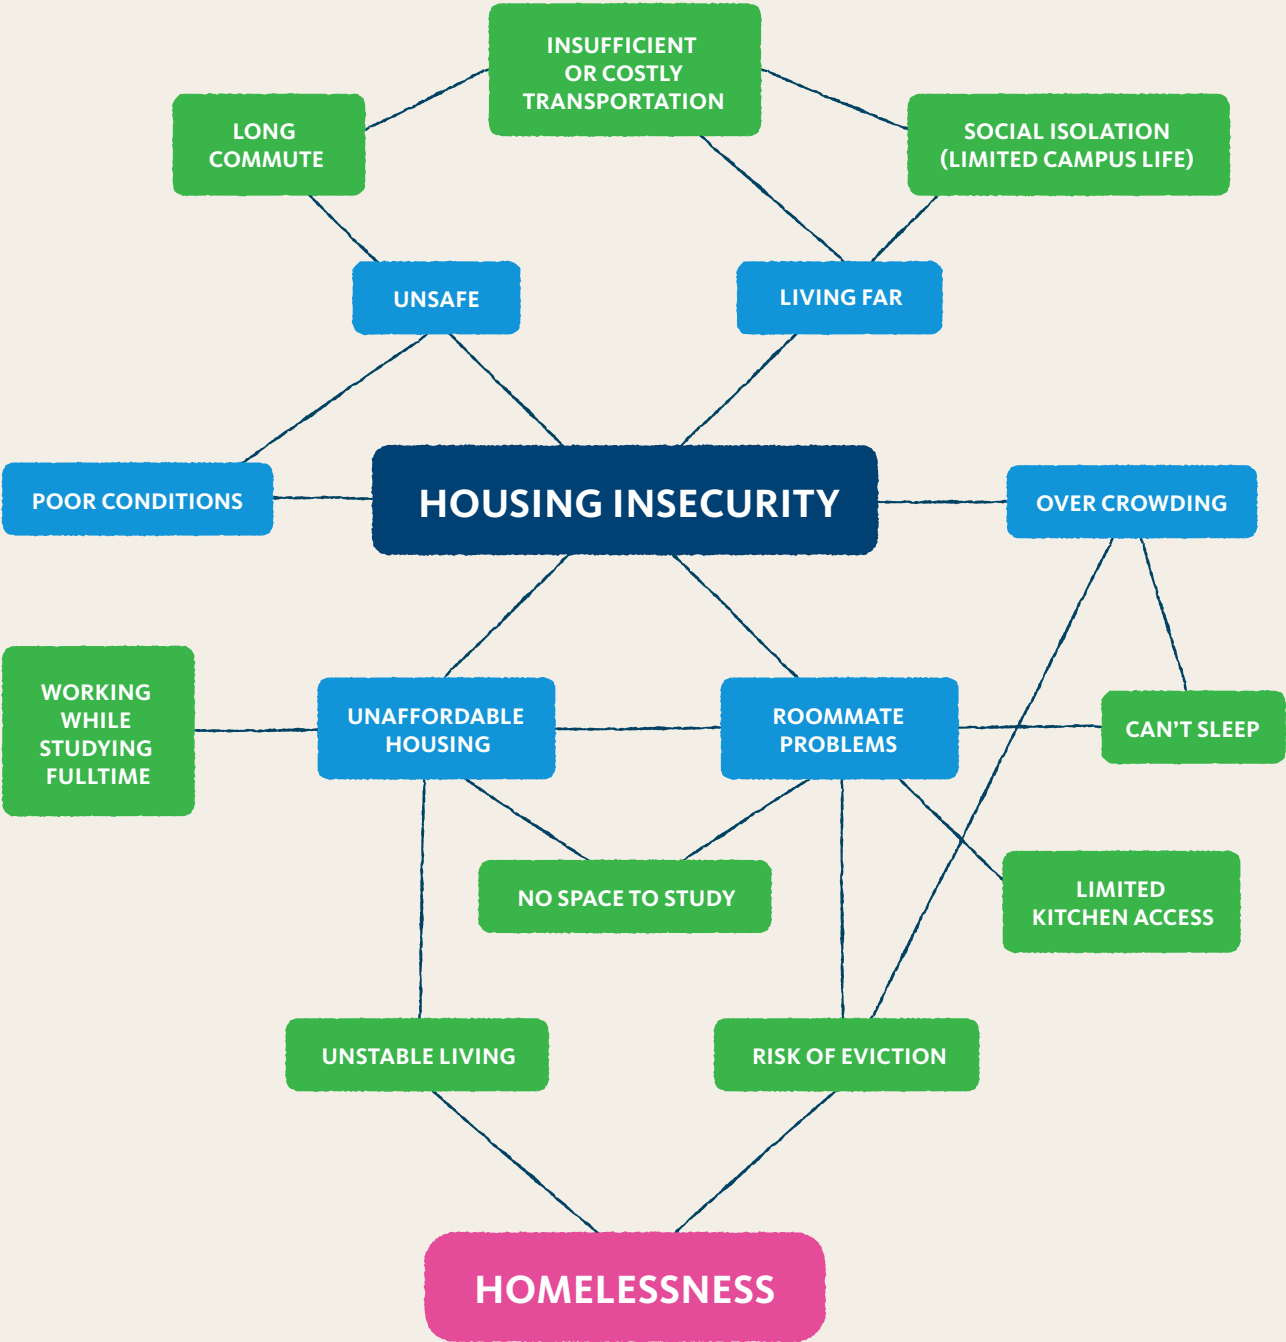 INSUFFICIENT
OR COSTLY
TRANSPORTATION
LONG
COMMUTE
SOCIAL ISOLATION
(LIMITED CAMPUS LIFE)
UNSAFE
LIVING FAR
POOR CONDITIONS
HOUSING INSECURITY
OVER CROWDING
WORKING
WHILE
STUDYING
FULLTIME
UNAFFORDABLE
HOUSING
ROOMMATE
PROBLEMS
CAN'T SLEEP
NO SPACE TO STUDY
LIMITED
KITCHEN ACCESS
UNSTABLE LIVING
RISK OF EVICTION
HOMELESSNESS